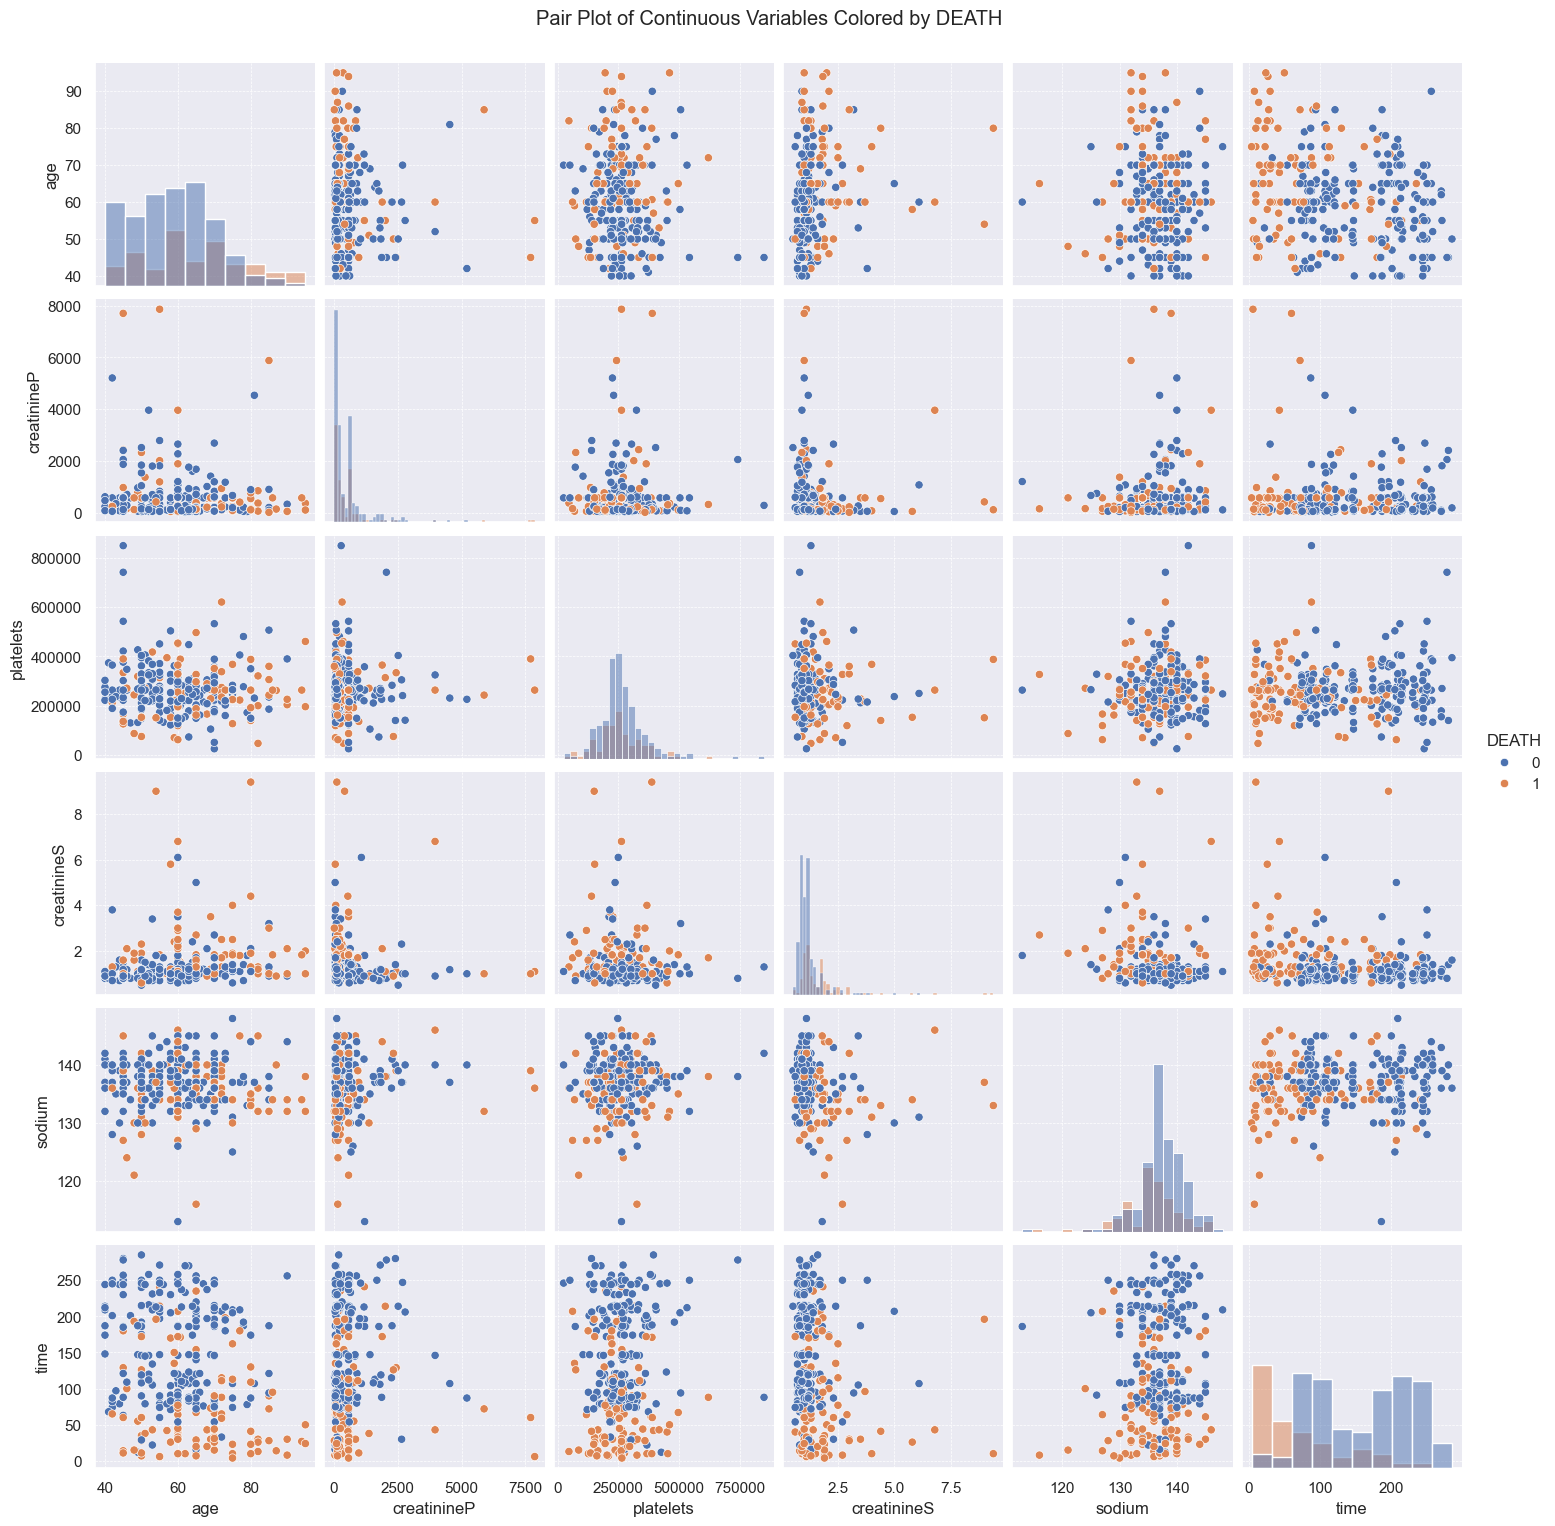 Pair Plot of Continuous Variables Colored by DEATH
90
80
70
60
50
40
age
8000
6000
4000
2000
0
creatinineP
800000
600000
400000
200000
0
platelets
DEATH
0
1
8
6
4
2
creatinineS
140
130
120
sodium
250
200
150
100
50
0
time
40 60 80
0 2500 5000 7500
0 250000 500000 750000
2.5 5.0 7.5
120 140
0 100 200
age creatinineP platelets creatinineS sodium time